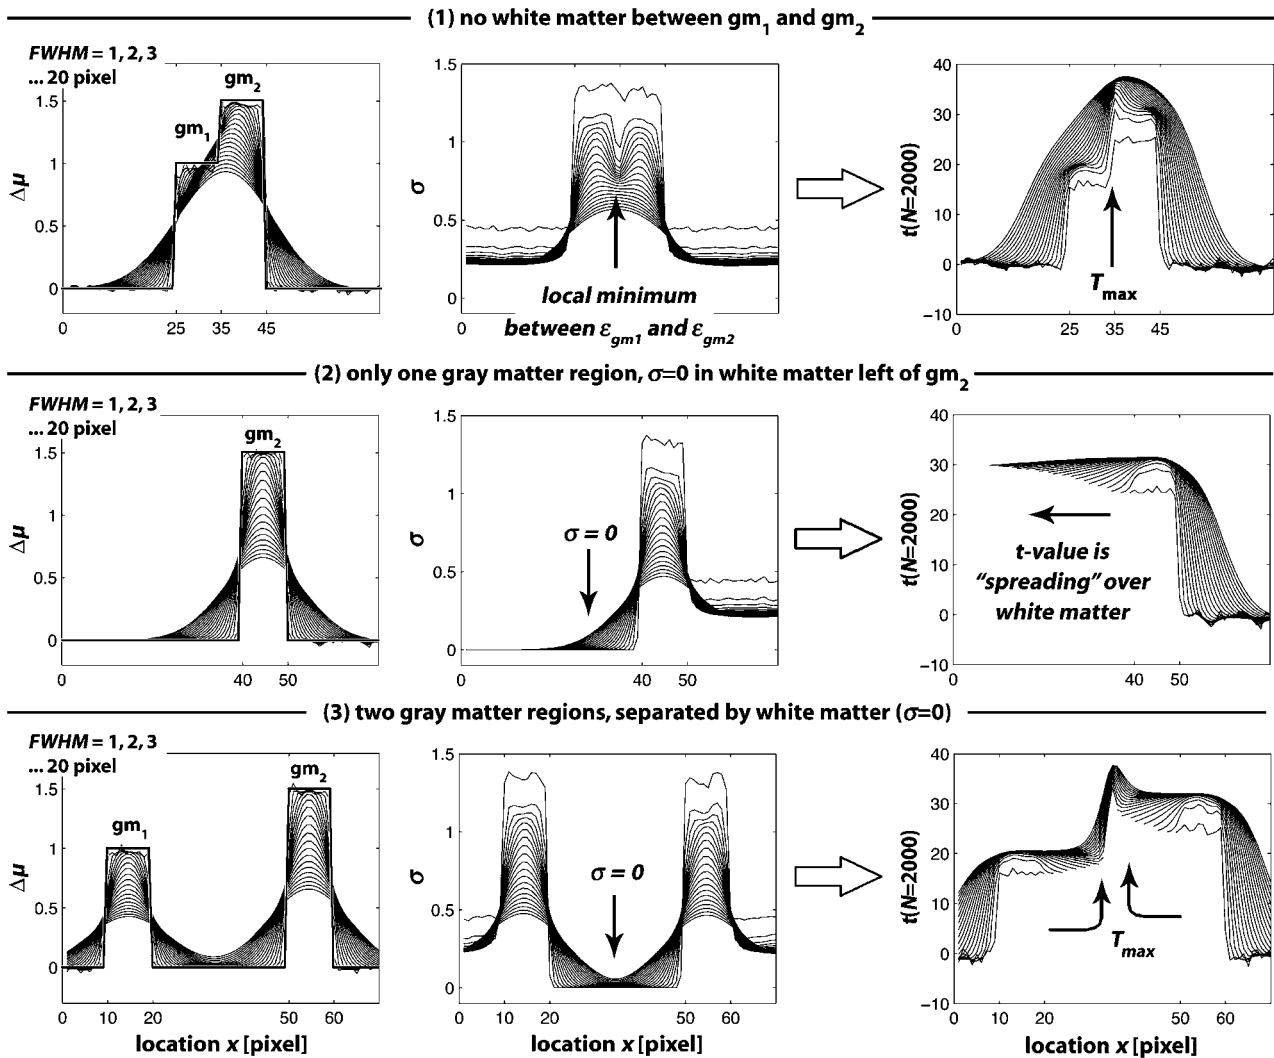 (1) no white matter between gm1 and gm2
FWHM = 1, 2, 3
... 20 pixel
gm2
gm1
Δμ
1.5
1
0.5
0
0 25 35 45
σ
1.5
1
0.5
0
local minimum
between εgm1 and εgm2
t(N=2000)
40
30
20
10
0
−10
Tmax
0 25 35 45
(2) only one gray matter region, σ=0 in white matter left of gm2
FWHM = 1, 2, 3
... 20 pixel
gm2
Δμ
1.5
1
0.5
0
0 40 50
σ
1.5
1
0.5
0
σ = 0
0 40 50
t(N=2000)
40
30
20
10
0
−10
t-value is
“spreading” over
white matter
0 40 50
(3) two gray matter regions, separated by white matter (σ=0)
FWHM = 1, 2, 3
... 20 pixel
gm2
gm1
Δμ
1.5
1
0.5
0
0 10 20 50 60
location x [pixel]
σ
1.5
1
0.5
0
σ = 0
0 10 20 50 60
location x [pixel]
t(N=2000)
40
30
20
10
0
−10
Tmax
0 10 20 50 60
location x [pixel]